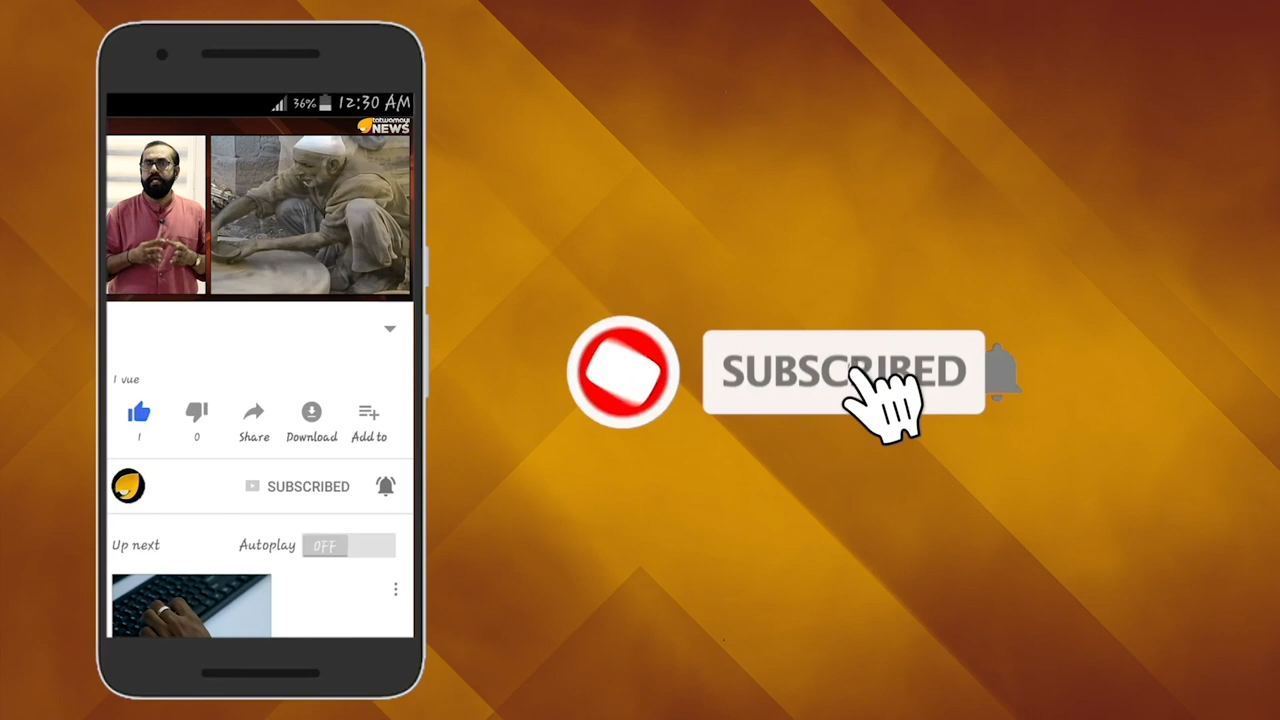 36% 12:30 AM
tatwamayi
NEWS
1 vue
1 0 Share Download Add to
SUBSCRIBED
Up next Autoplay OFF
SUBSCRIBED